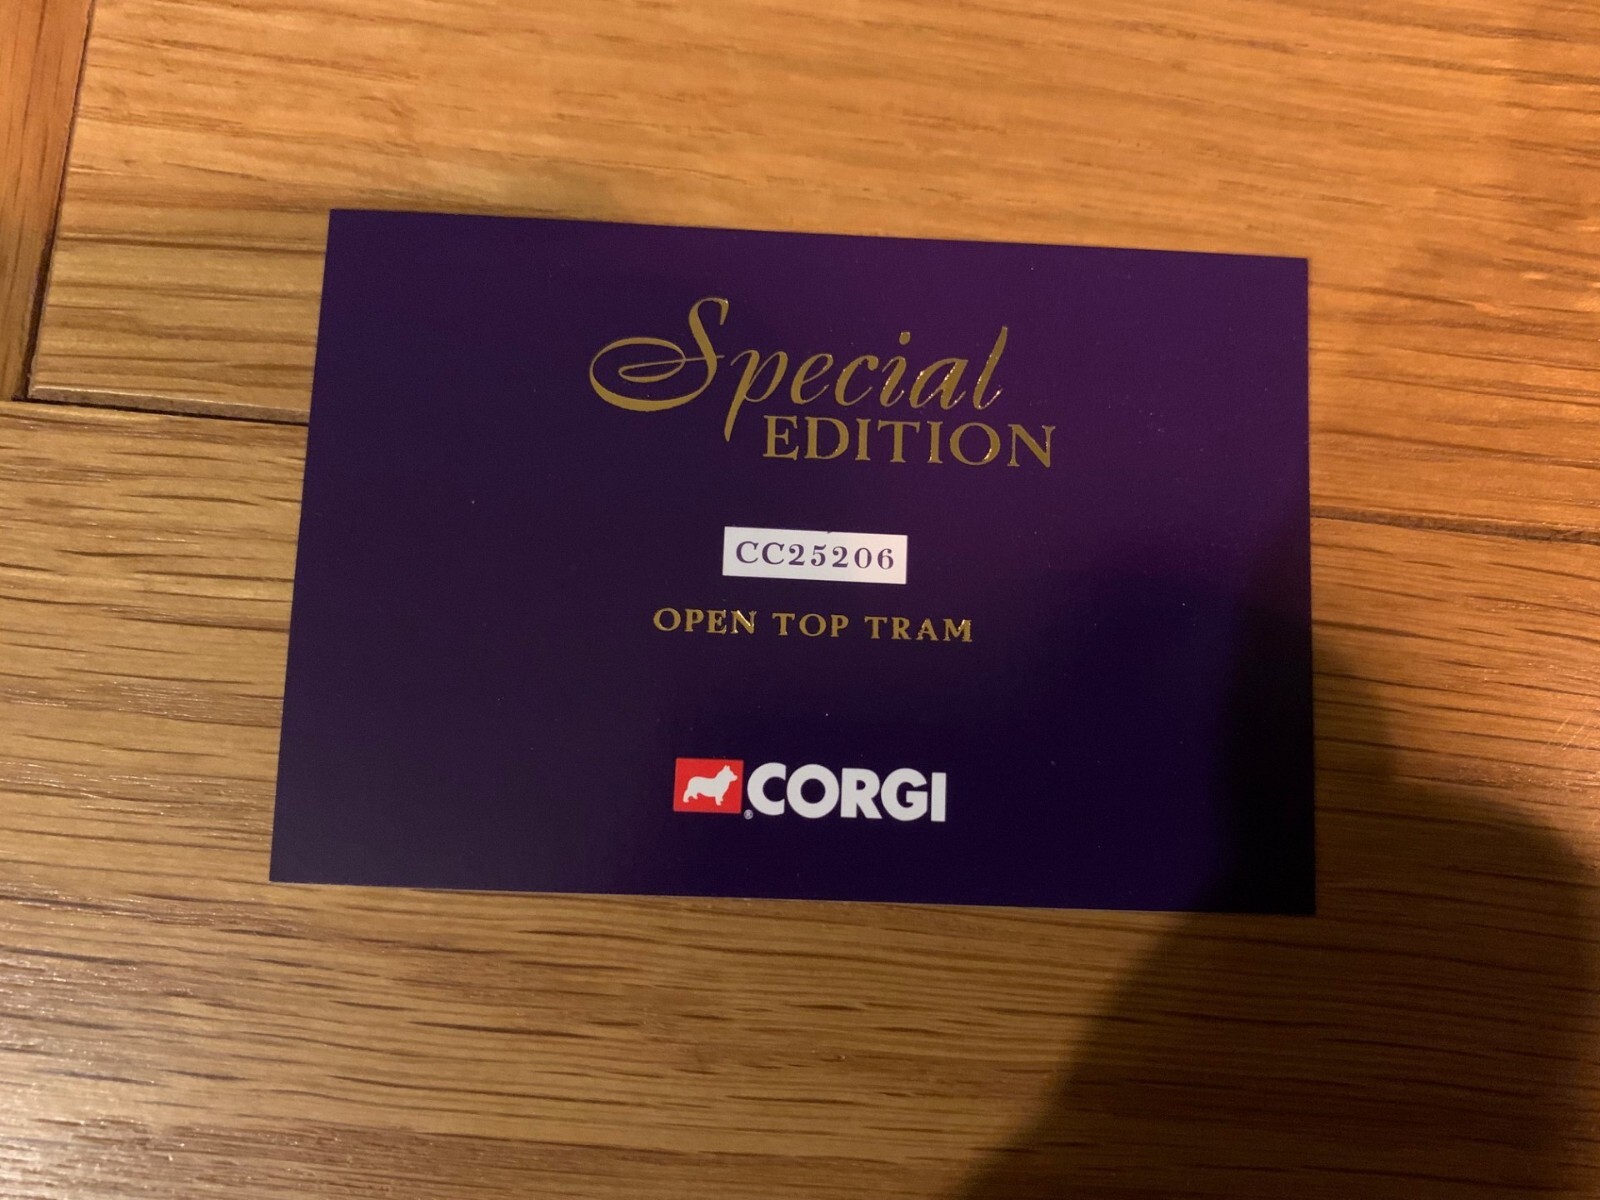 Special
EDITION
CC25206
OPEN TOP TRAM
®CORGI